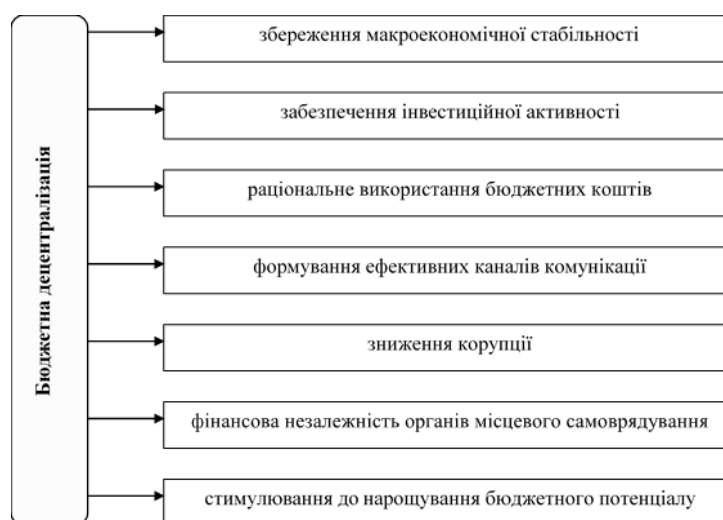 Бюджетна децентралізація
збереження макроекономічної стабільності
забезпечення інвестиційної активності
раціональне використання бюджетних коштів
формування ефективних каналів комунікації
зниження корупції
фінансова незалежність органів місцевого самоврядування
стимулювання до нарощування бюджетного потенціалу